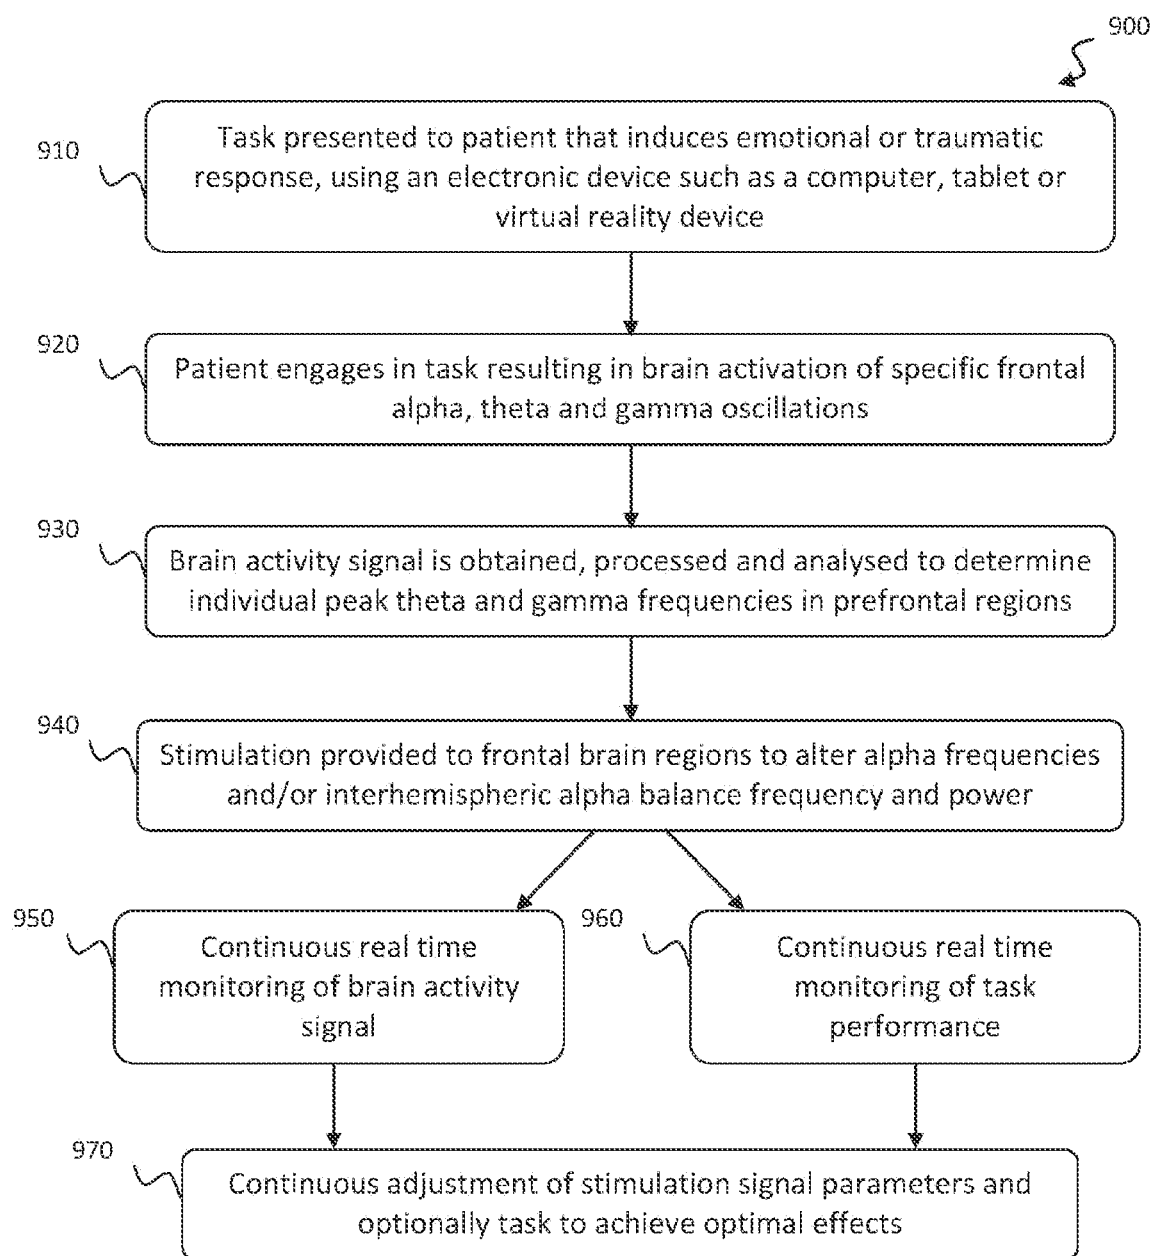 900
910
Task presented to patient that induces emotional or traumatic
response, using an electronic device such as a computer, tablet or
virtual reality device
920
Patient engages in task resulting in brain activation of specific frontal
alpha, theta and gamma oscillations
930
Brain activity signal is obtained, processed and analysed to determine
individual peak theta and gamma frequencies in prefrontal regions
940
Stimulation provided to frontal brain regions to alter alpha frequencies
and/or interhemispheric alpha balance frequency and power
950
Continuous real time
monitoring of brain activity
signal
960
Continuous real time
monitoring of task
performance
970
Continuous adjustment of stimulation signal parameters and
optionally task to achieve optimal effects